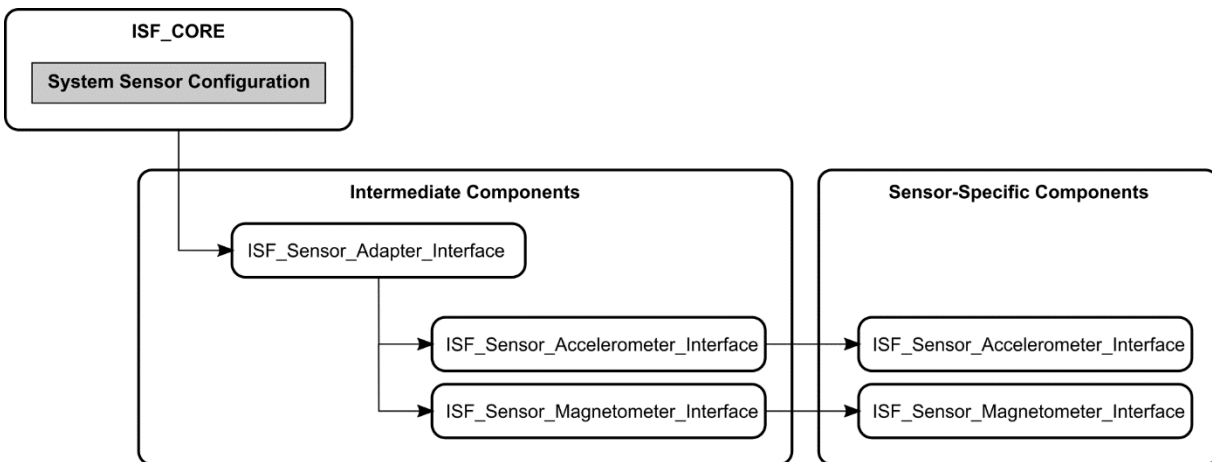 ISF_CORE
System Sensor Configuration
Intermediate Components
Sensor-Specific Components
ISF_Sensor_Adapter_Interface
ISF_Sensor_Accelerometer_Interface
ISF_Sensor_Accelerometer_Interface
ISF_Sensor_Magnetometer_Interface
ISF_Sensor_Magnetometer_Interface